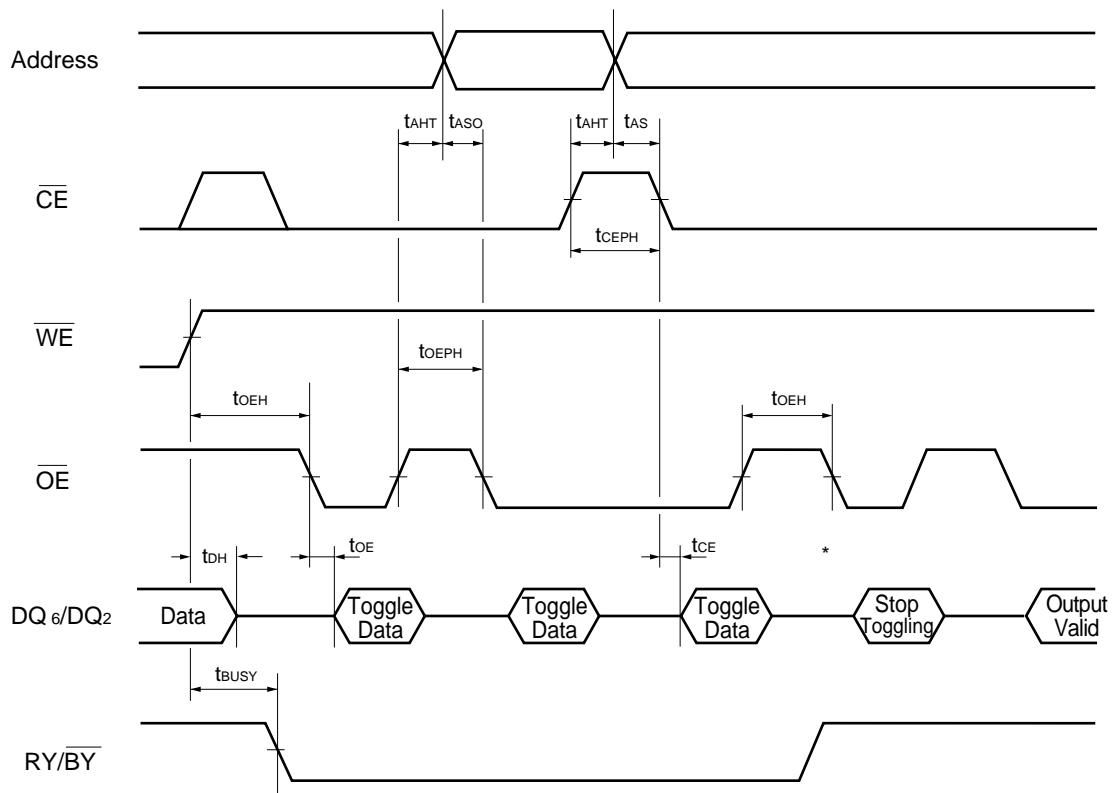 Address
tAHT tASO tAHT tAS
CE
tCEPH
WE
tOEPH
tOEH tOEH
OE
tDH tOE tCE *
DQ6/DQ2 Data Toggle Data Toggle Data Toggle Data Stop Toggling Output Valid
tBUSY
RY/BY